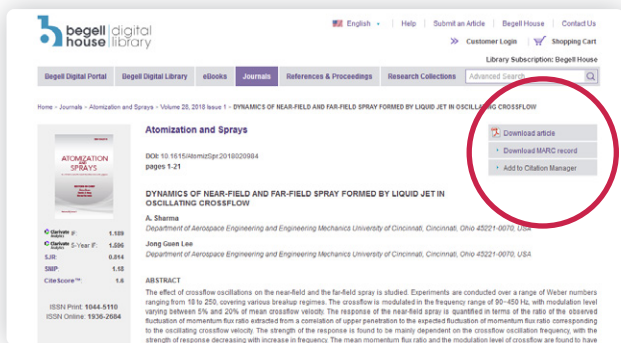 begell digital
house library
English
Help
Submit an Article
Begell House
Contact Us
Customer Login
Shopping Cart
Library Subscription: Begell House
Begell Digital Portal
Begell Digital Library
eBooks
Journals
References & Proceedings
Research Collections
Advanced Search
Home - Journals - Atomization and Sprays - Volume 28, 2018 Issue 1 - DYNAMICS OF NEAR-FIELD AND FAR-FIELD SPRAY FORMED BY LIQUID JET IN OSCILLATING CROSSFLOW
ATOMIZATION
AND
SPRAYS
Clarivate Analytics IF: 1.189
Clarivate Analytics 5-Year IF: 1.596
SJR: 0.814
SNIP: 1.18
CiteScore™: 1.6
ISSN Print: 1044-5110
ISSN Online: 1936-2684
Atomization and Sprays
DOI: 10.1615/AtomizSpr.2018020984
pages 1-21
DYNAMICS OF NEAR-FIELD AND FAR-FIELD SPRAY FORMED BY LIQUID JET IN
OSCILLATING CROSSFLOW
A. Sharma
Department of Aerospace Engineering and Engineering Mechanics University of Cincinnati, Cincinnati, Ohio 45221-0070, USA
Jong Guen Lee
Department of Aerospace Engineering and Engineering Mechanics University of Cincinnati, Cincinnati, Ohio 45221-0070, USA
ABSTRACT
The effect of crossflow oscillations on the near-field and the far-field spray is studied. Experiments are conducted over a range of Weber numbers
ranging from 18 to 250, covering various breakup regimes. The crossflow is modulated in the frequency range of 90–450 Hz, with modulation level
varying between 5% and 20% of mean crossflow velocity. The response of the near-field spray is quantified in terms of the ratio of the observed
fluctuation of momentum flux ratio extracted from a correlation of upper penetration to the expected fluctuation of momentum flux ratio corresponding
to the oscillating crossflow velocity. The strength of the response is found to be mainly dependent on the crossflow oscillation frequency, with the
strength of response decreasing with increase in frequency. The mean momentum flux ratio and the modulation level of crossflow are found to have
Download article
Download MARC record
Add to Citation Manager